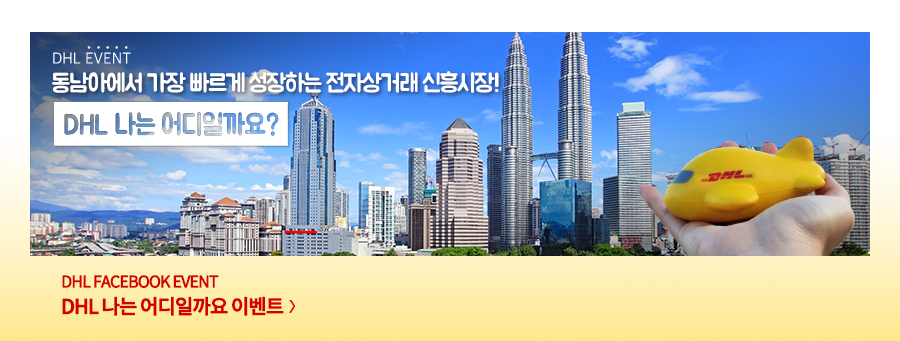 DHL EVENT
동남아에서 가장 빠르게 성장하는 전자상거래 신흥시장!
DHL 나는 어디일까요?
DHL
DHL FACEBOOK EVENT
DHL 나는 어디일까요 이벤트 〉